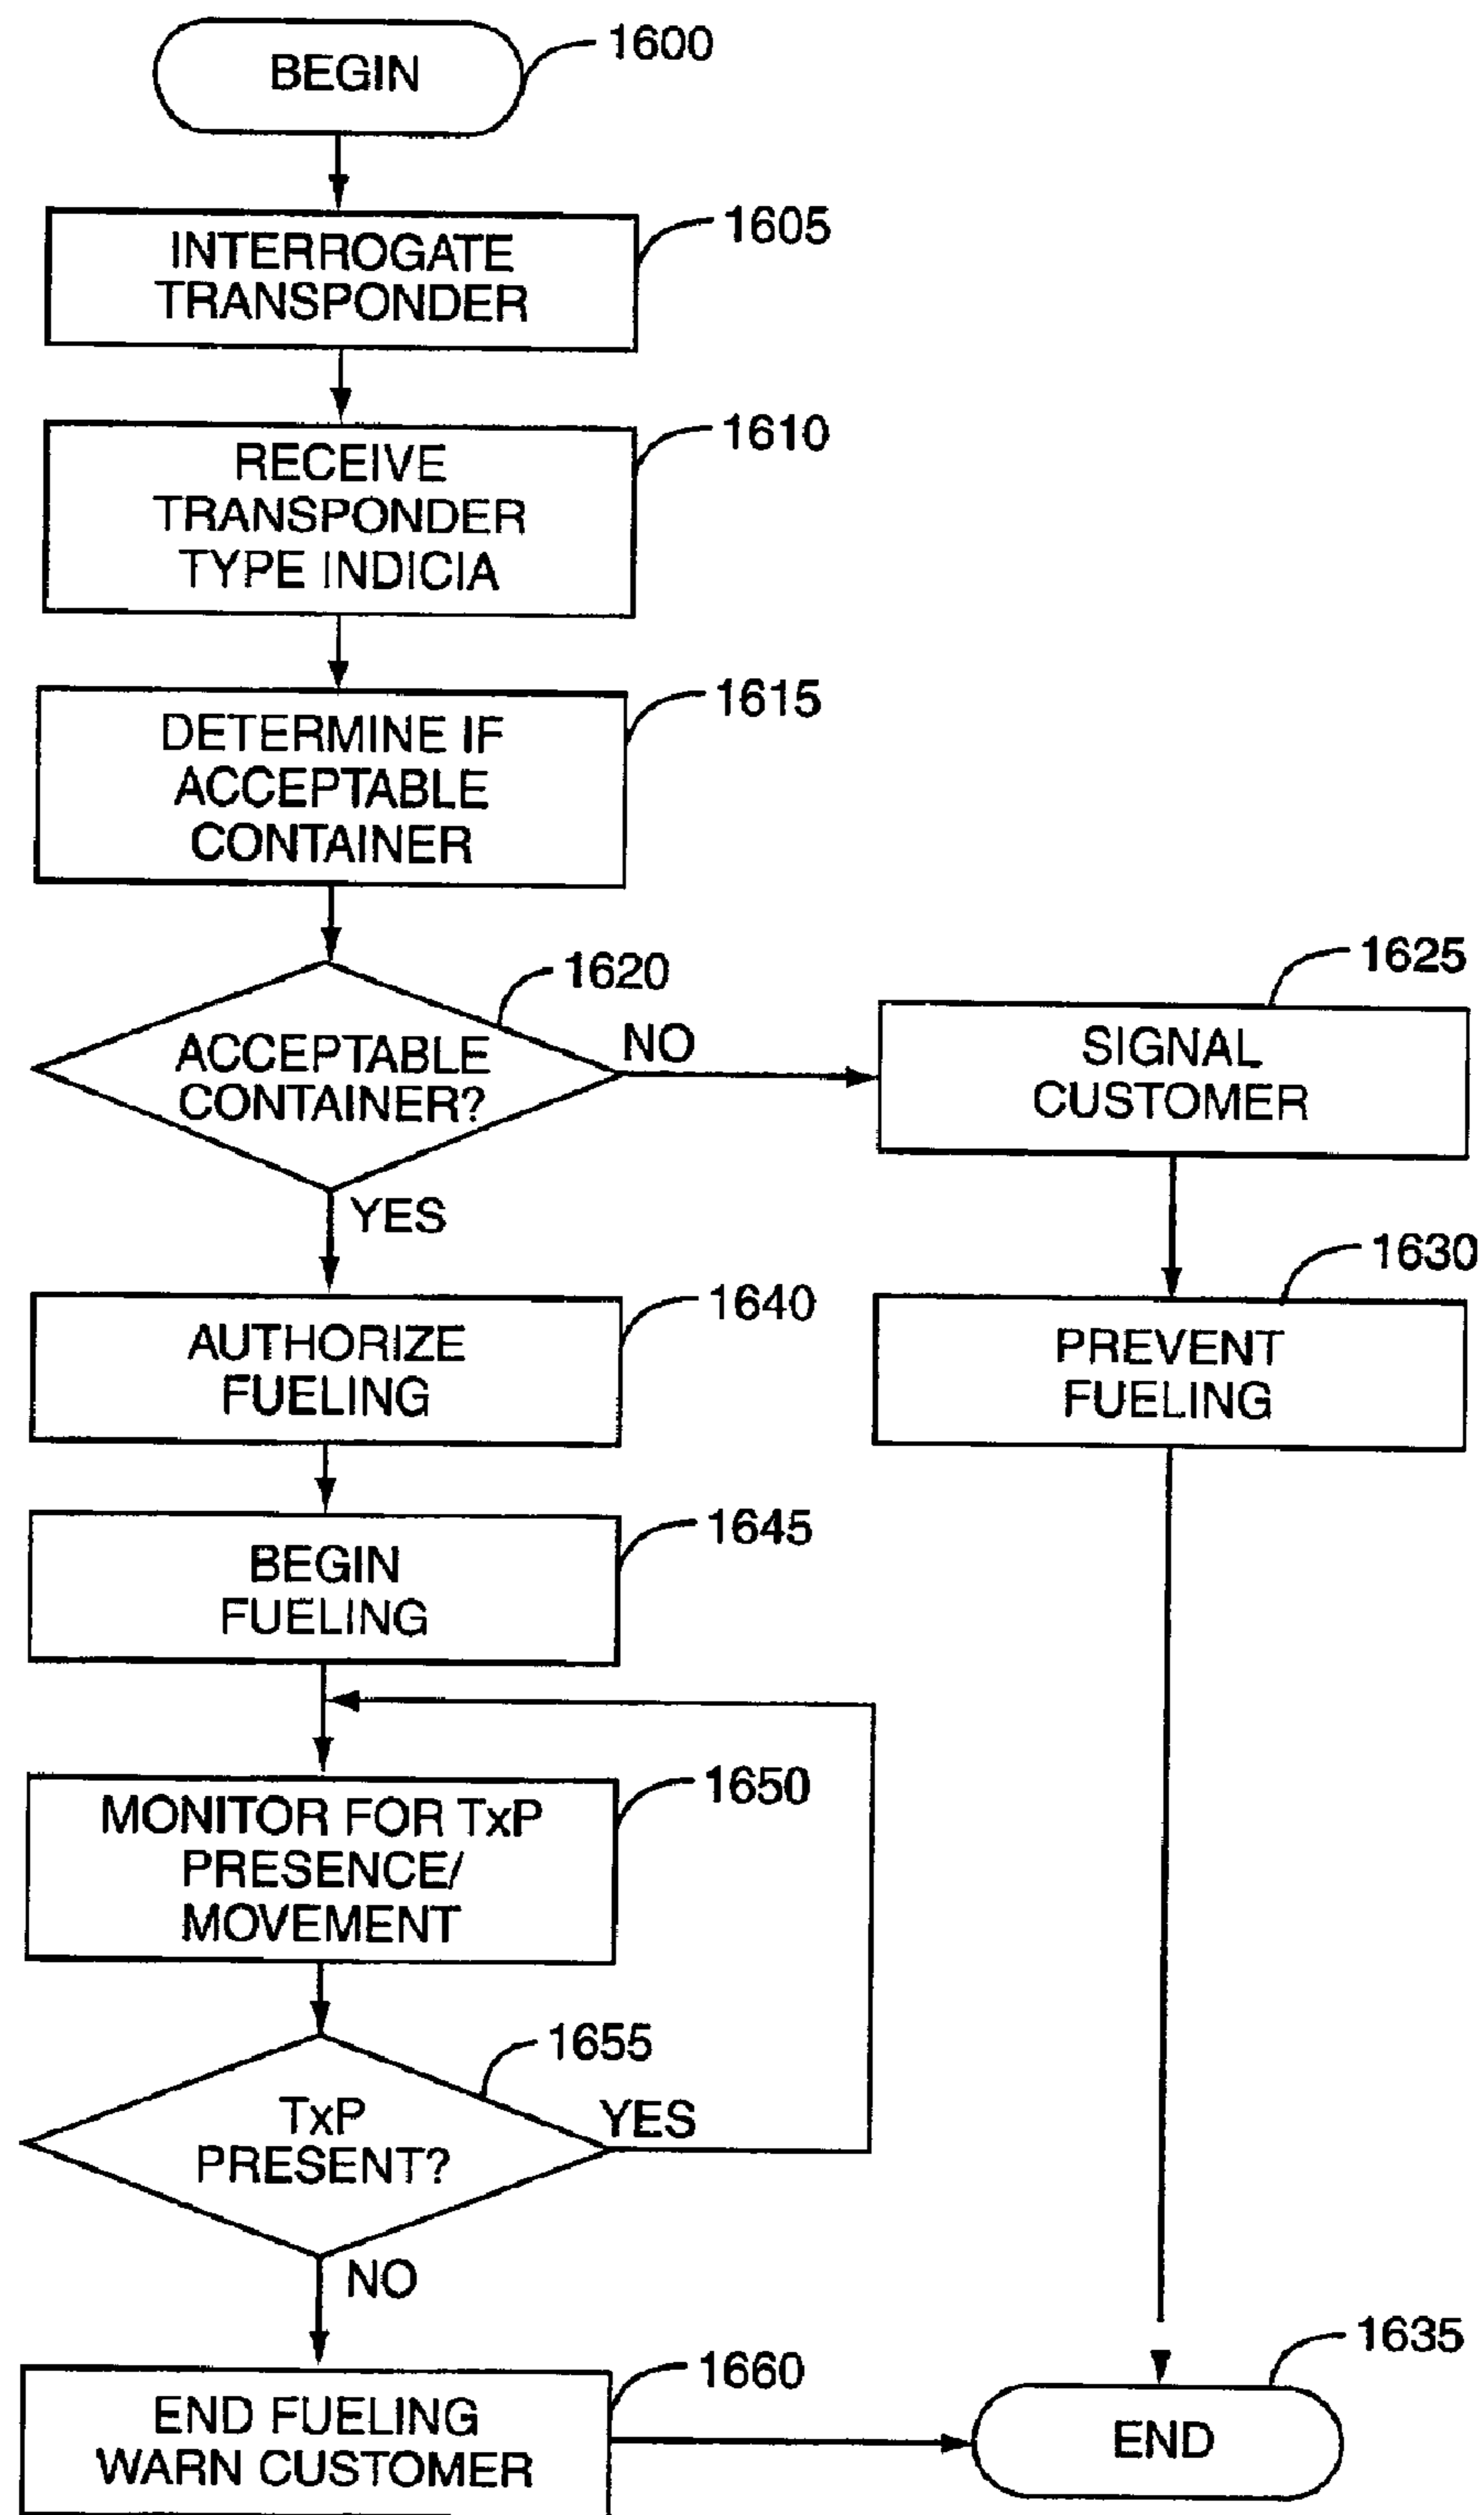 BEGIN
1600
INTERROGATE
TRANSPONDER
1605
RECEIVE
TRANSPONDER
TYPE INDICIA
1610
DETERMINE IF
ACCEPTABLE
CONTAINER
1615
ACCEPTABLE
CONTAINER?
1620
NO
YES
SIGNAL
CUSTOMER
1625
PREVENT
FUELING
1630
AUTHORIZE
FUELING
1640
BEGIN
FUELING
1645
MONITOR FOR TxP
PRESENCE/
MOVEMENT
1650
TxP
PRESENT?
1655
YES
NO
END FUELING
WARN CUSTOMER
1660
END
1635